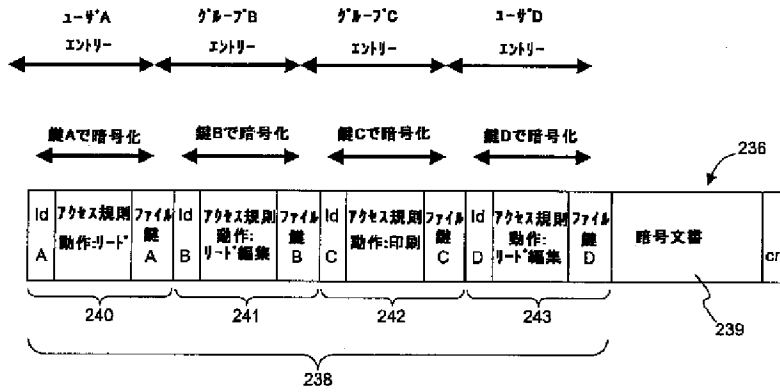 ユーザA グループB グループC ユーザD
エントリー エントリー エントリー エントリー
鍵Aで暗号化 鍵Bで暗号化 鍵Cで暗号化 鍵Dで暗号化
236
Id A アクセス規則 動作:リード ファイル鍵 A
Id B アクセス規則 動作: リード編集 ファイル鍵 B
Id C アクセス規則 動作:印刷 ファイル鍵 C
Id D アクセス規則 動作: リード編集 ファイル鍵 D
暗号文書
240 241 242 243 239
238